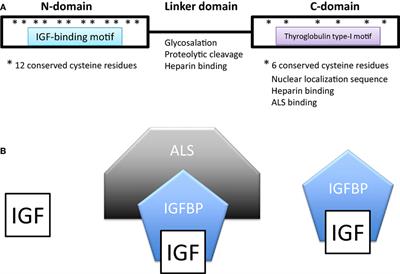 A
N-domain Linker domain C-domain
* * * * * * * * * * * * * * * * * *
IGF-binding motif
Thyroglobulin type-I motif
* 12 conserved cysteine residues
Glycosalation
Proteolytic cleavage
Heparin binding
* 6 conserved cysteine residues
Nuclear localization sequence
Heparin binding
ALS binding
B
ALS
IGFBP
IGF
IGF
IGFBP
IGF